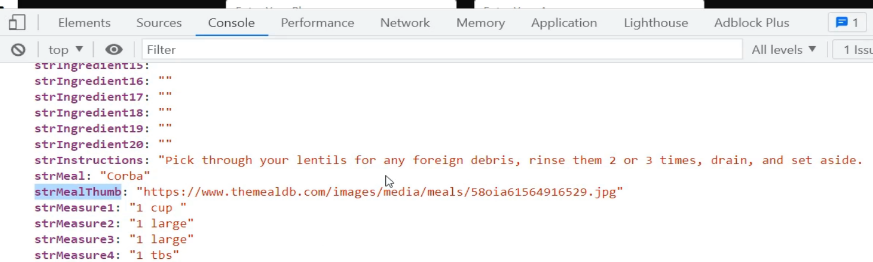 Elements Sources Console Performance Network Memory Application Lighthouse Adblock Plus 1
top Filter All levels 1
strIngredient15:
strIngredient16: ""
strIngredient17: ""
strIngredient18: ""
strIngredient19: ""
strIngredient20: ""
strInstructions: "Pick through your lentils for any foreign debris, rinse them 2 or 3 times, drain, and set aside.
strMeal: "Corba"
strMealThumb: "https://www.themealdb.com/images/media/meals/58oia61564916529.jpg"
strMeasure1: "1 cup "
strMeasure2: "1 large"
strMeasure3: "1 large"
strMeasure4: "1 tbs"